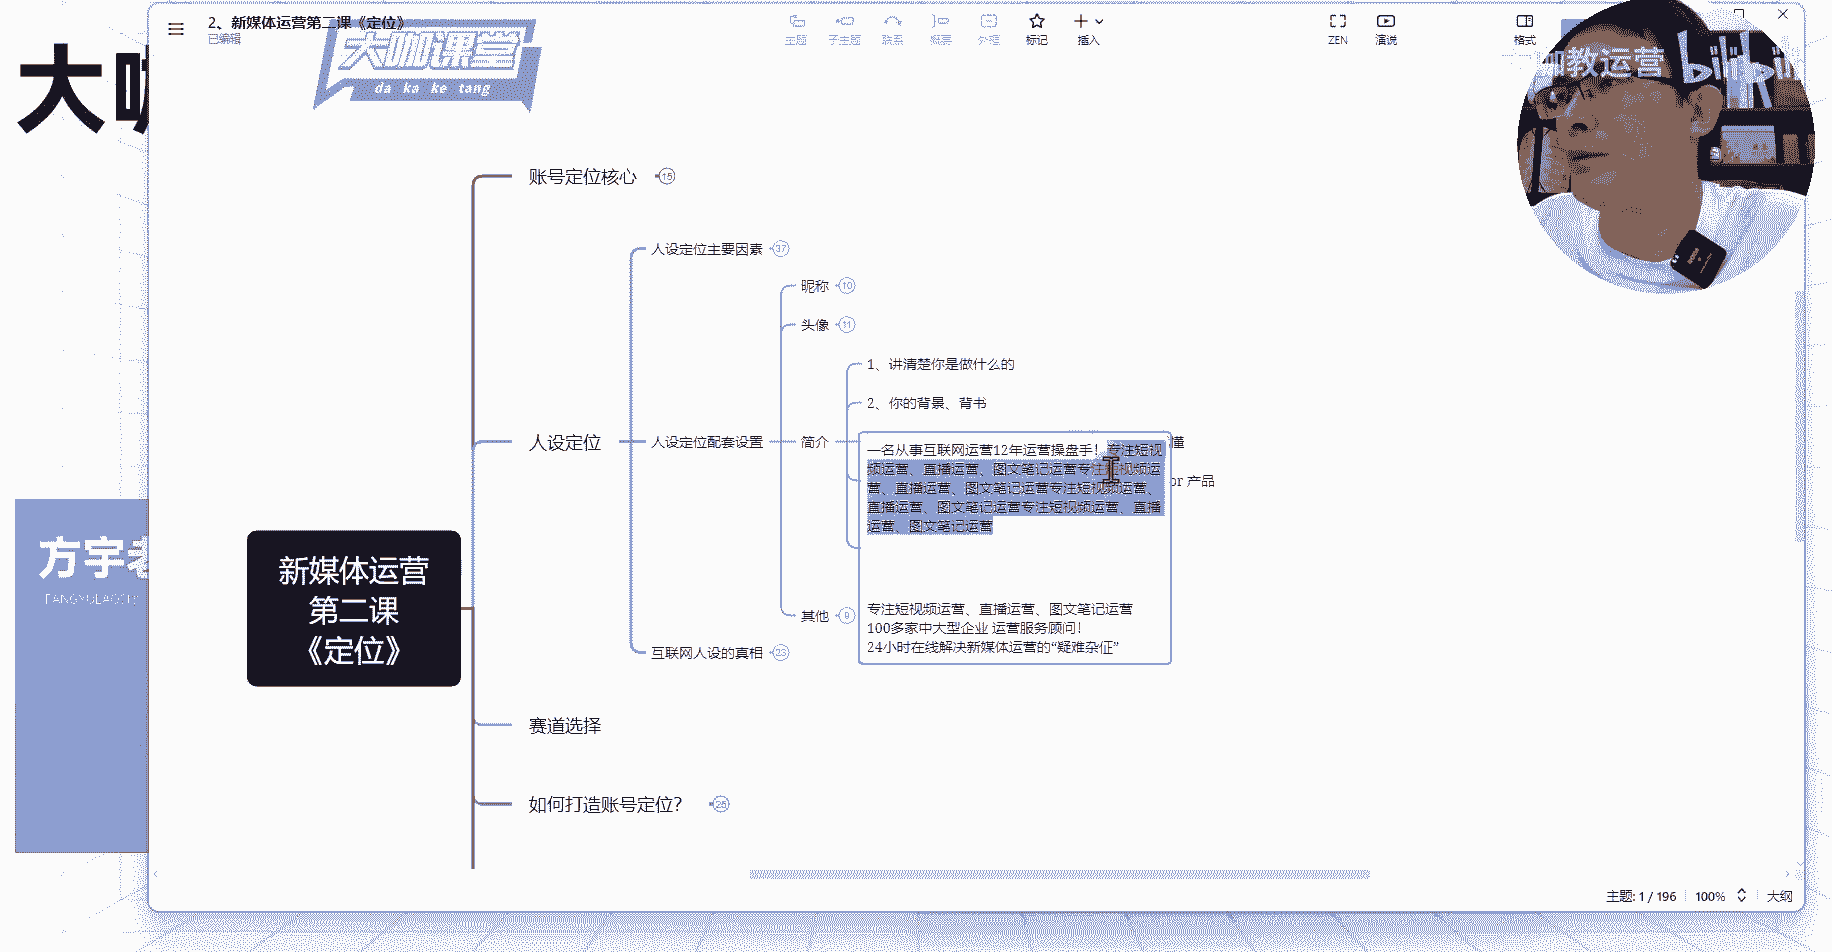 2、新媒体运营第二课《定位》
已编辑
主题
子主题
联系
概要
外框
标记
插入
ZEN
演说
格式
大咖课堂
da ka ke tang
咖教运营
bilibili
大咖
账号定位核心
15
人设定位主要因素
37
昵称
10
头像
11
1、讲清楚你是做什么的
2、你的背景、背书
人设定位
人设定位配套设置
简介
懂
一名从事互联网运营12年运营操盘手！专注短视
频运营、直播运营、图文笔记运营专注短视频运
营、直播运营、图文笔记运营专注短视频运营、
直播运营、图文笔记运营专注短视频运营、直播
运营、图文笔记运营
or 产品
专注短视频运营、直播运营、图文笔记运营
100多家中大型企业 运营服务顾问！
24小时在线解决新媒体运营的“疑难杂症”
其他
9
互联网人设的真相
23
新媒体运营
第二课
《定位》
方宇老
FANGYULAOSHI
赛道选择
如何打造账号定位？
25
主题: 1 / 196
100%
大纲